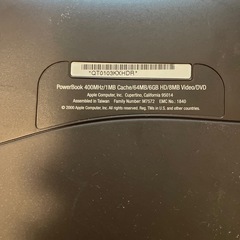 *QT0103KXHDR*
PowerBook 400MHz/1MB Cache/64MB/6GB HD/8MB Video/DVD
Apple Computer, Inc. Cupertino, California 95014
Assembled in Taiwan Family Number: M7572 EMC No.: 1840
© 2000 Apple Computer, Inc. All rights reserved. Reg. TMs in U.S. and other countries.